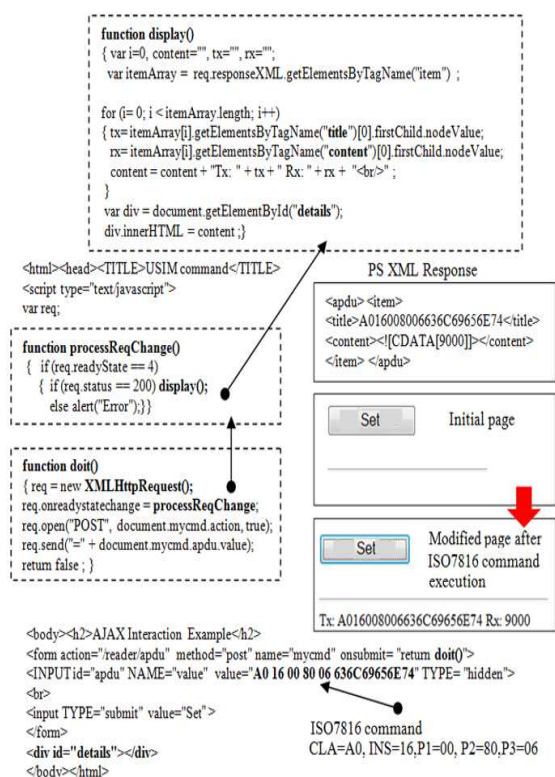 function display()
{ var i=0, content="", tx="", rx="";
var itemArray = req.responseXML.getElementsByTagName("item") ;
for (i= 0; i < itemArray.length; i++)
{ tx= itemArray[i].getElementsByTagName("title")[0].firstChild.nodeValue;
rx= itemArray[i].getElementsByTagName("content")[0].firstChild.nodeValue;
content = content + "Tx: " + tx + " Rx: " + rx + "<br/>" ;
}
var div = document.getElementById("details");
div.innerHTML = content ;}
<html><head><TITLE>USIM command</TITLE>
<script type="text/javascript">
var req;
function processReqChange()
{ if (req.readyState == 4)
{ if (req.status == 200) display();
else alert("Error");}}
function doit()
{ req = new XMLHttpRequest();
req.onreadystatechange = processReqChange;
req.open("POST", document.mycmd.action, true);
req.send("=" + document.mycmd.apdu.value);
return false ; }
PS XML Response
<apdu> <item>
<title>A016008006636C69656E74</title>
<content><![CDATA[9000]]></content>
</item> </apdu>
Set
Initial page
Set
Modified page after
ISO7816 command
execution
Tx: A016008006636C69656E74 Rx: 9000
<body><h2>AJAX Interaction Example</h2>
<form action="/reader/apdu" method="post" name="mycmd" onsubmit= "return doit()">
<INPUT id="apdu" NAME="value" value="A0 16 00 80 06 636C69656E74" TYPE= "hidden">
<br>
<input TYPE="submit" value="Set" >
</form>
<div id="details"></div>
</body></html>
ISO7816 command
CLA=A0, INS=16,P1=00, P2=80,P3=06